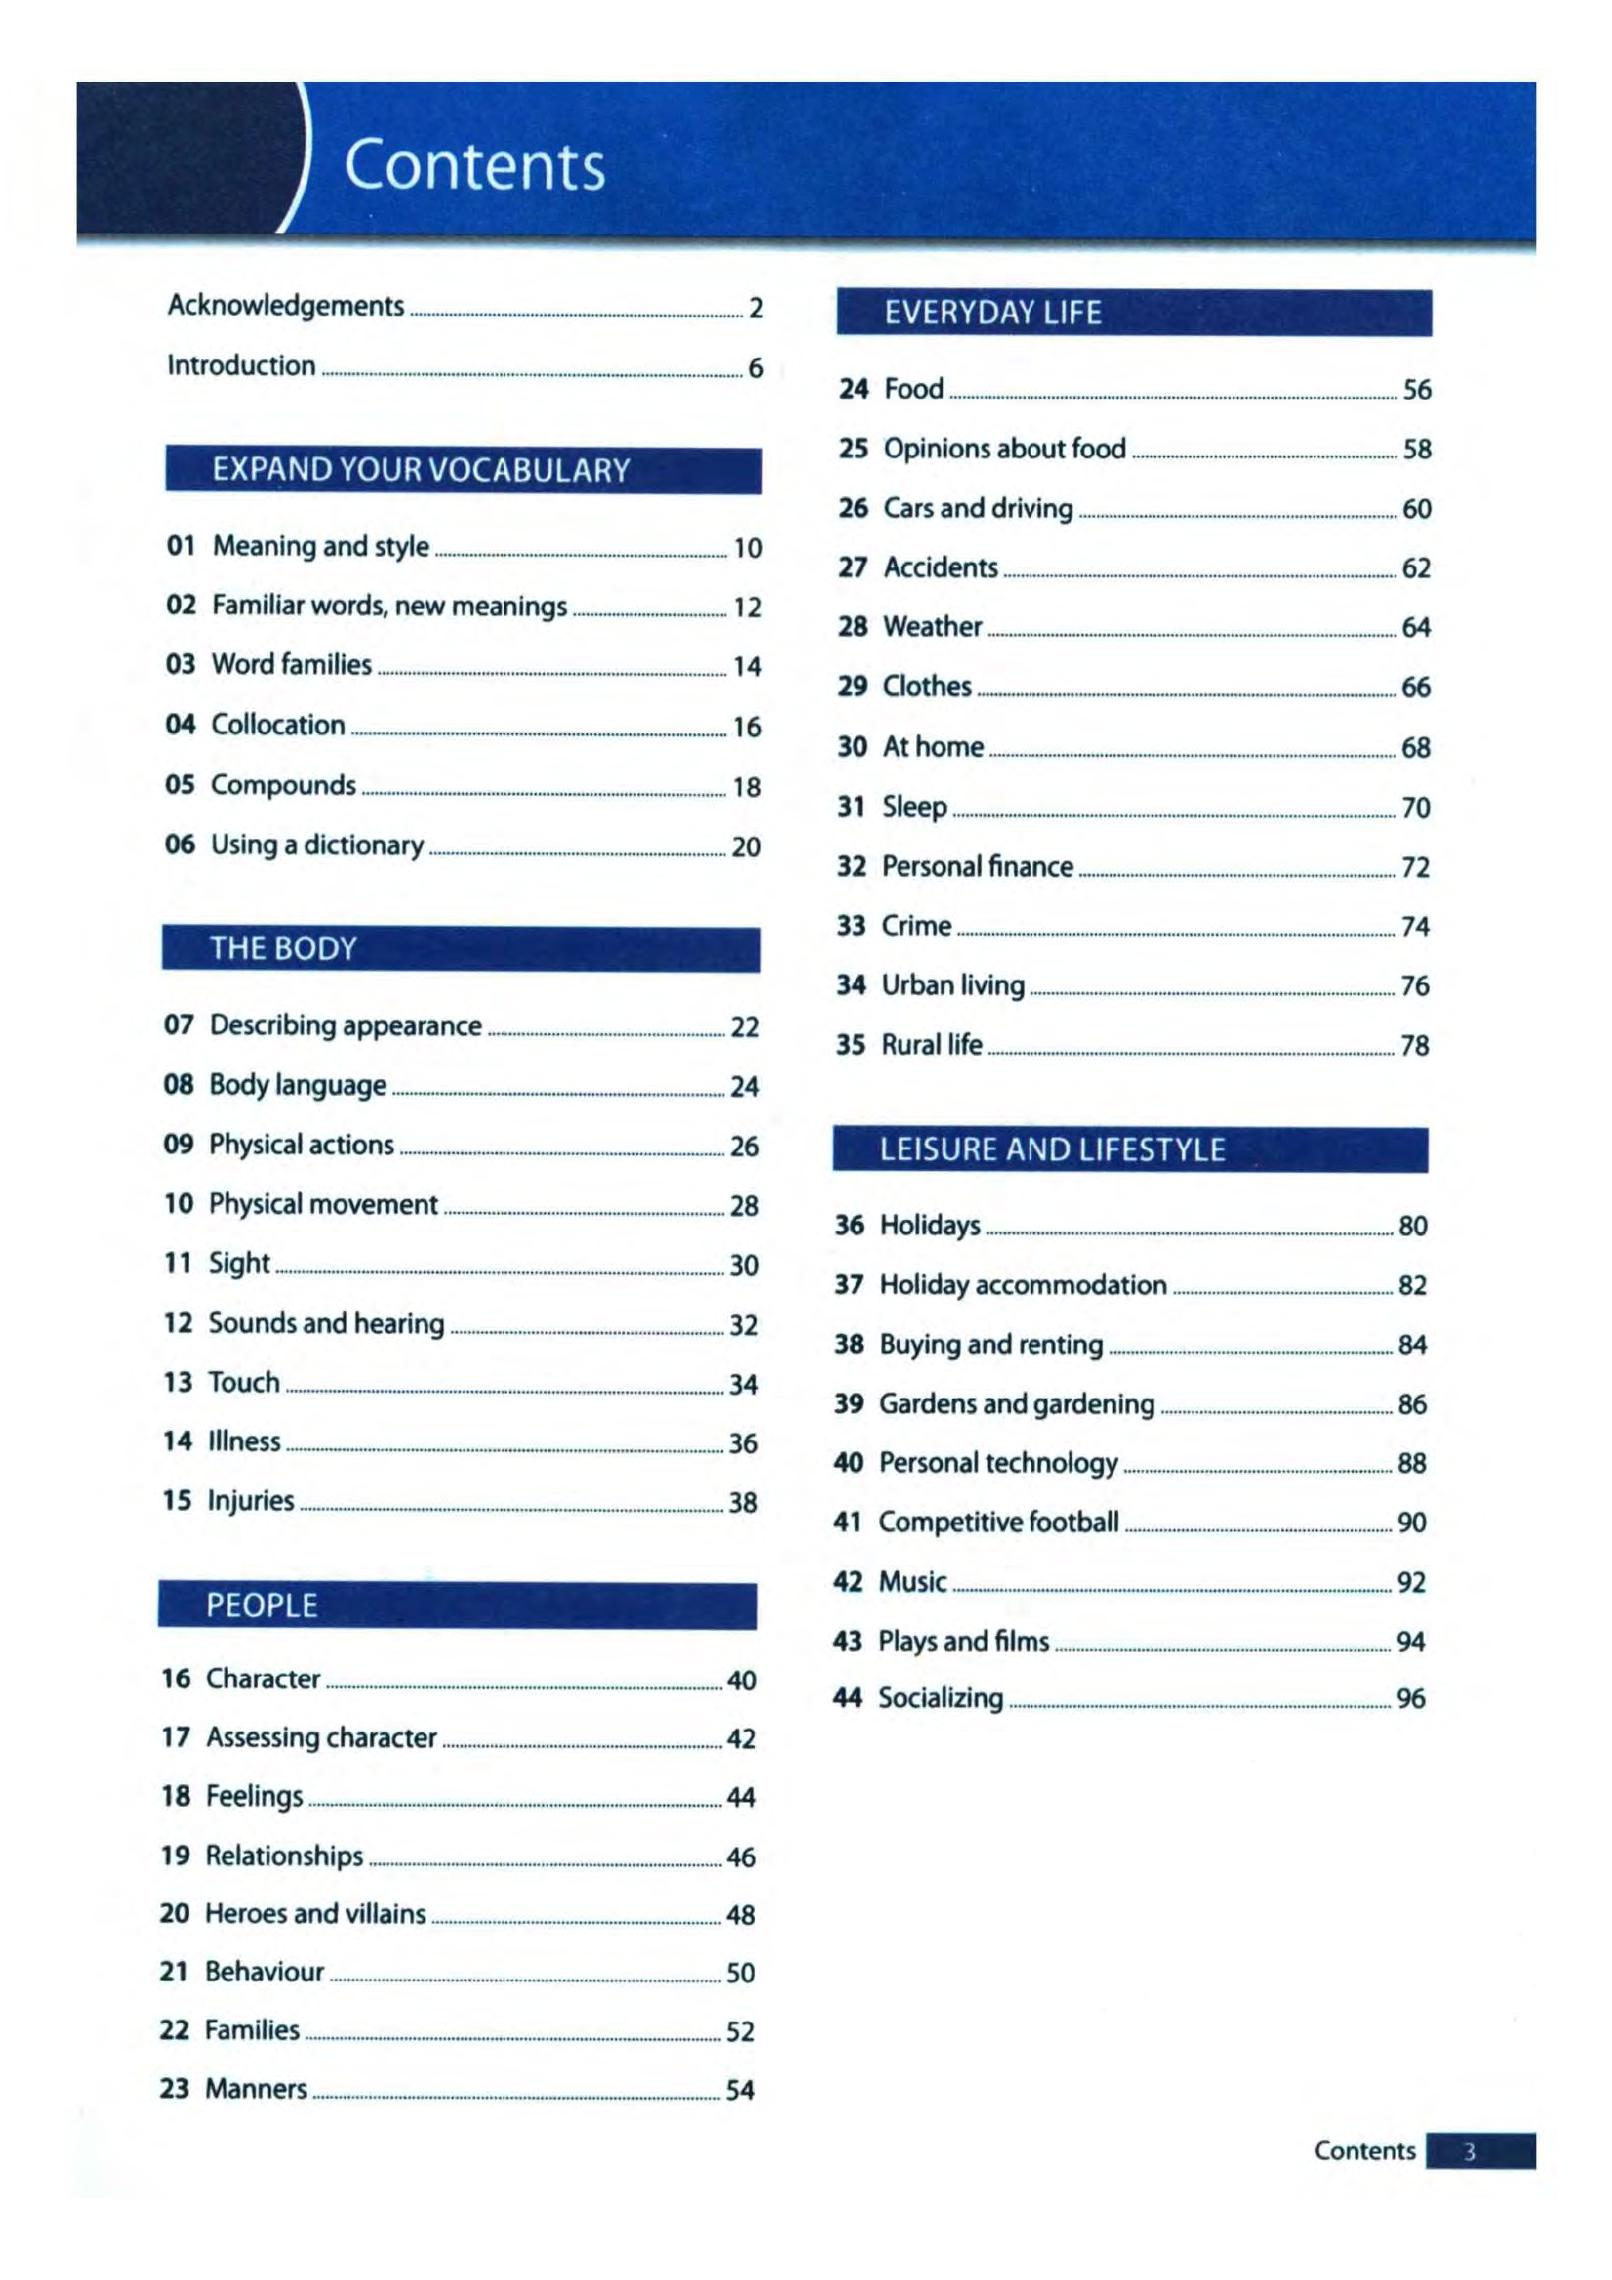 Contents
Acknowledgements 2
Introduction 6
EXPAND YOUR VOCABULARY
01 Meaning and style 10
02 Familiar words, new meanings 12
03 Word families 14
04 Collocation 16
05 Compounds 18
06 Using a dictionary 20
THE BODY
07 Describing appearance 22
08 Body language 24
09 Physical actions 26
10 Physical movement 28
11 Sight 30
12 Sounds and hearing 32
13 Touch 34
14 Illness 36
15 Injuries 38
PEOPLE
16 Character 40
17 Assessing character 42
18 Feelings 44
19 Relationships 46
20 Heroes and villains 48
21 Behaviour 50
22 Families 52
23 Manners 54
EVERYDAY LIFE
24 Food 56
25 Opinions about food 58
26 Cars and driving 60
27 Accidents 62
28 Weather 64
29 Clothes 66
30 At home 68
31 Sleep 70
32 Personal finance 72
33 Crime 74
34 Urban living 76
35 Rural life 78
LEISURE AND LIFESTYLE
36 Holidays 80
37 Holiday accommodation 82
38 Buying and renting 84
39 Gardens and gardening 86
40 Personal technology 88
41 Competitive football 90
42 Music 92
43 Plays and films 94
44 Socializing 96
Contents 3